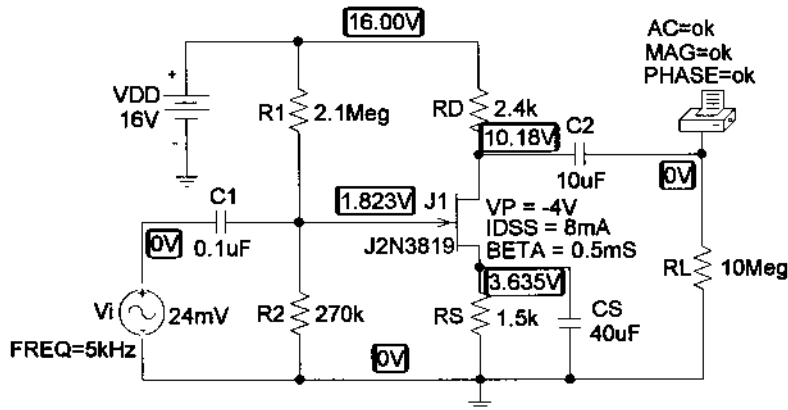 16.00V
AC=ok
MAG=ok
PHASE=ok
+
VDD
16V
R1
2.1Meg
RD
2.4k
10.18V
C2
10uF
0V
C1
0.1uF
0V
1.823V
J1
J2N3819
VP = -4V
IDSS = 8mA
BETA = 0.5mS
RL
10Meg
3.635V
+
Vi
24mV
FREQ=5kHz
R2
270k
RS
1.5k
CS
40uF
0V